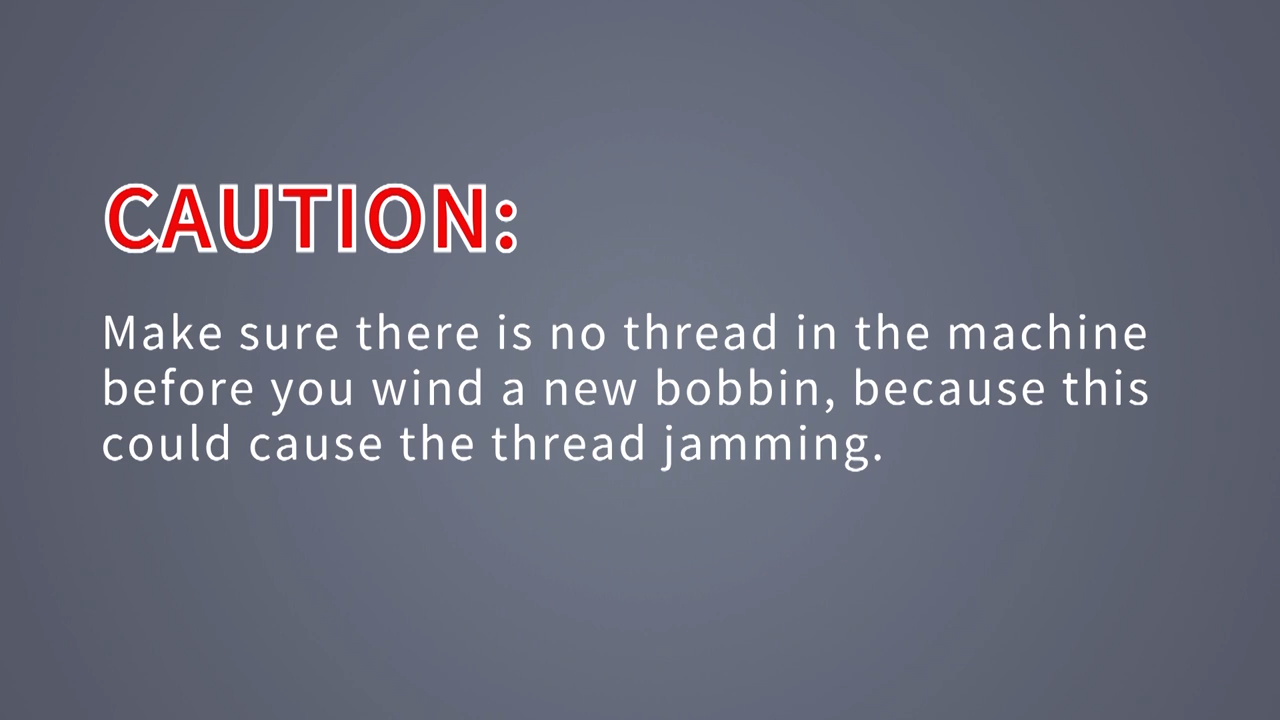 CAUTION:
Make sure there is no thread in the machine
before you wind a new bobbin, because this
could cause the thread jamming.